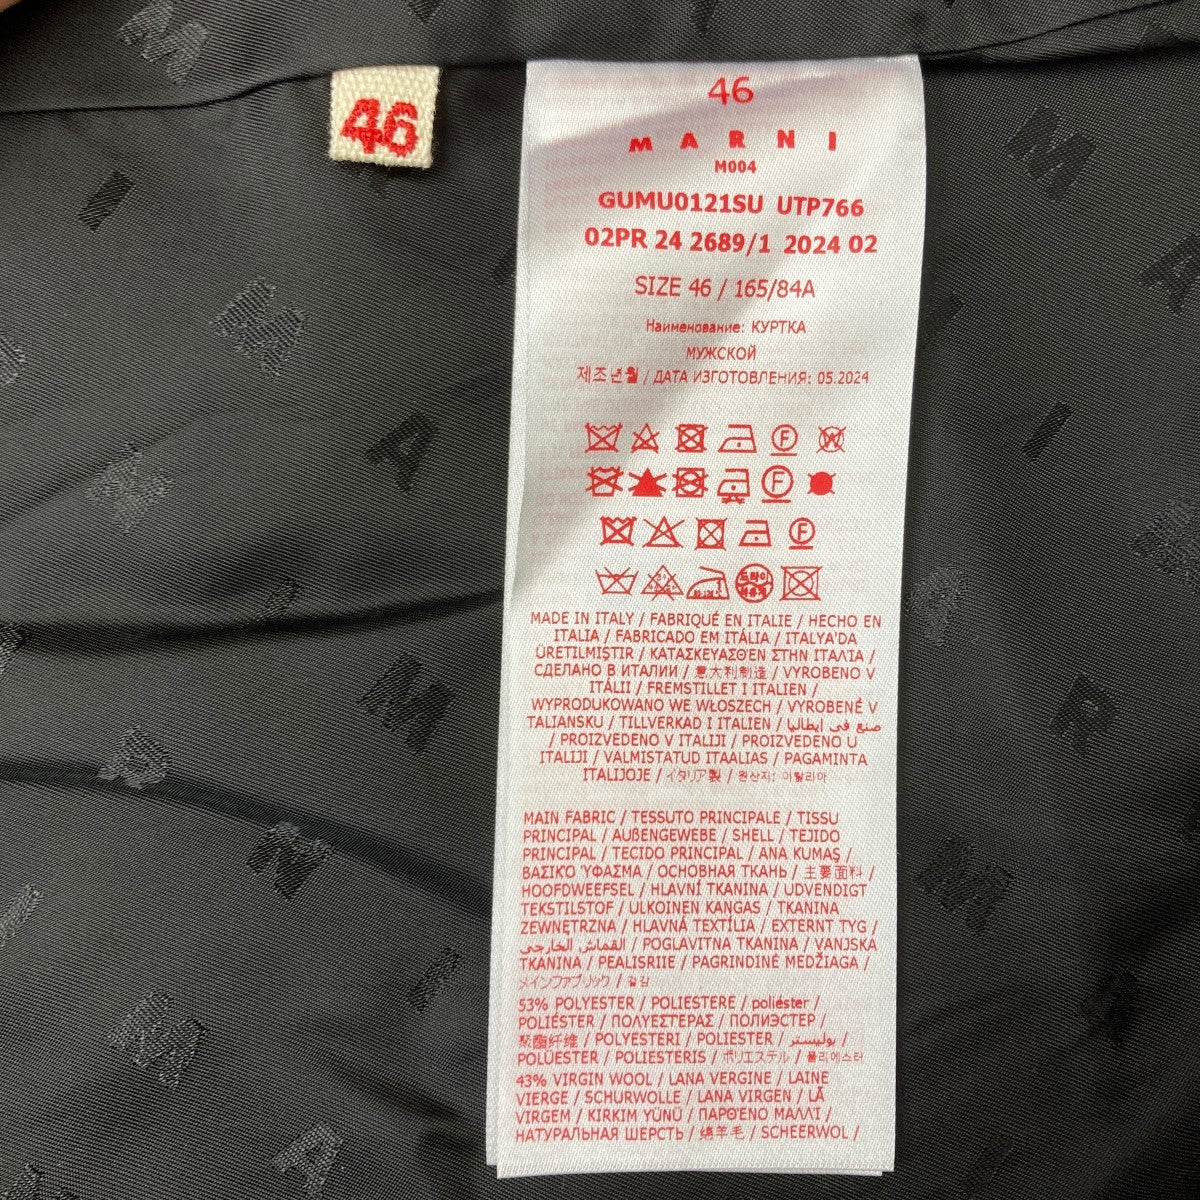 46
46
MARNI
M004
GUMU0121SU UTP766
02PR 24 2689/1 2024 02
SIZE 46 / 165/84A
Наименование: КУРТКА
МУЖСКОЙ
제조년월 / ДАТА ИЗГОТОВЛЕНИЯ: 05.2024
MADE IN ITALY / FABRIQUÉ EN ITALIE / HECHO EN
ITALIA / FABRICADO EM ITÁLIA / ITALYA'DA
ÜRETILMIŞTIR / ΚΑΤΑΣΚΕΥΑΣΘΕΝ ΣΤΗΝ ΙΤΑΛΊΑ /
СДЕЛАНО В ИТАЛИИ / 意大利制造 / VYROBENO V
ITÁLII / FREMSTILLET I ITALIEN /
WYPRODUKOWANO WE WŁOSZECH / VYROBENÉ V
TALIANSKU / TILLVERKAD I ITALIEN / صنع في إيطاليا
/ PROIZVEDENO V ITALIJI / PROIZVEDENO U
ITALIJI / VALMISTATUD ITAALIAS / PAGAMINTA
ITALIJOJE / イタリア製 / 원산지: 이탈리아
MAIN FABRIC / TESSUTO PRINCIPALE / TISSU
PRINCIPAL / AUßENGEWEBE / SHELL / TEJIDO
PRINCIPAL / TECIDO PRINCIPAL / ANA KUMAŞ /
ΒΑΣΙΚΌ ΎΦΑΣΜΑ / ОСНОВНАЯ ТКАНЬ / 主要面料 /
HOOFDWEEFSEL / HLAVNÍ TKANINA / UDVENDIGT
TEKSTILSTOF / ULKOINEN KANGAS / TKANINA
ZEWNĘTRZNA / HLAVNÁ TEXTÍLIA / EXTERNT TYG /
القماش الخارجي / POGLAVITNA TKANINA / VANJSKA
TKANINA / PEALISRIIE / PAGRINDINĖ MEDŽIAGA /
メインファブリック / 겉감
53% POLYESTER / POLIESTERE / poliéster /
POLIÉSTER / ΠΟΛΥΕΣΤΕΡΑΣ / ПОЛИЭСТЕР /
聚酯纤维 / POLYESTERI / POLIESTER / بوليستر /
POLÜESTER / POLIESTERIS / ポリエステル / 폴리에스터
43% VIRGIN WOOL / LANA VERGINE / LAINE
VIERGE / SCHURWOLLE / LANA VIRGEN / LÃ
VIRGEM / KIRKIM YÜNÜ / ΠΑΡΘΈΝΟ ΜΑΛΛΊ /
НАТУРАЛЬНАЯ ШЕРСТЬ / 绵羊毛 / SCHEERWOL /